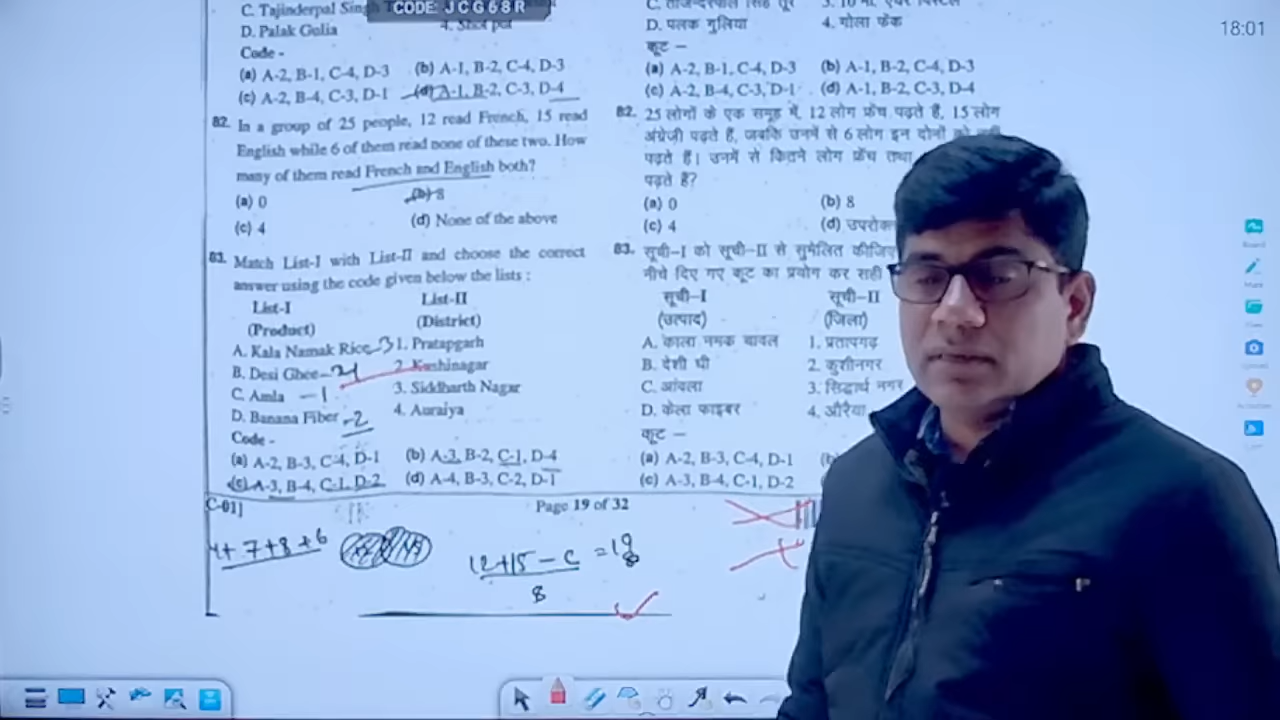 CODE: J C G 6 8 R
18:01
C. Tajinderpal Singh
D. Palak Gulia
4. Shot put
Code -
(a) A-2, B-1, C-4, D-3 (b) A-1, B-2, C-4, D-3
(c) A-2, B-4, C-3, D-1 (d) A-1, B-2, C-3, D-4
82. In a group of 25 people, 12 read French, 15 read
English while 6 of them read none of these two. How
many of them read French and English both?
(a) 0 (b) 8
(c) 4 (d) None of the above
83. Match List-I with List-II and choose the correct
answer using the code given below the lists :
List-I List-II
(Product) (District)
A. Kala Namak Rice 3 1. Pratapgarh
B. Desi Ghee 4 2. Kushinagar
C. Amla - 1 3. Siddharth Nagar
D. Banana Fiber - 2 4. Auraiya
Code -
(a) A-2, B-3, C-4, D-1 (b) A-3, B-2, C-1, D-4
(c) A-3, B-4, C-1, D-2 (d) A-4, B-3, C-2, D-1
C-01] Page 19 of 32
4+7+8+6
12+15-C = 19
8
D. पलक गुलिया 4. गोला फेंक
कूट –
(a) A-2, B-1, C-4, D-3 (b) A-1, B-2, C-4, D-3
(c) A-2, B-4, C-3, D-1 (d) A-1, B-2, C-3, D-4
82. 25 लोगों के एक समूह में, 12 लोग फ्रेंच पढ़ते हैं, 15 लोग
अंग्रेज़ी पढ़ते हैं, जबकि उनमें से 6 लोग इन दोनों को
पढ़ते हैं। उनमें से कितने लोग फ्रेंच तथा
पढ़ते हैं?
(a) 0 (b) 8
(c) 4 (d)
83. सूची-I को सूची-II से सुमेलित कीजिए
नीचे दिए गए कूट का प्रयोग कर सही
सूची-I सूची-II
(उत्पाद) (जिला)
A. काला नमक चावल 1. प्रतापगढ़
B. देशी घी 2. कुशीनगर
C. आंवला 3. सिद्धार्थ नगर
D. केला फाइबर 4. औरैया
कूट –
(a) A-2, B-3, C-4, D-1
(c) A-3, B-4, C-1, D-2